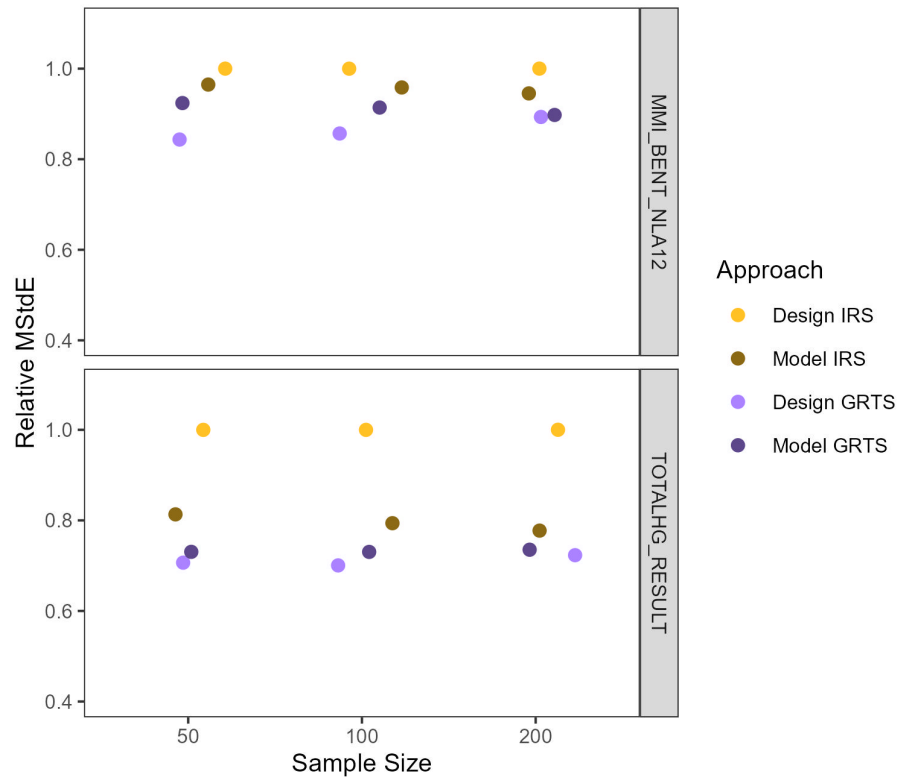 1.0
0.8
0.6
0.4
MMI_BENT_NLA12
1.0
0.8
0.6
0.4
TOTALHG_RESULT
Relative MStdE
50
100
200
Sample Size
Approach
Design IRS
Model IRS
Design GRTS
Model GRTS